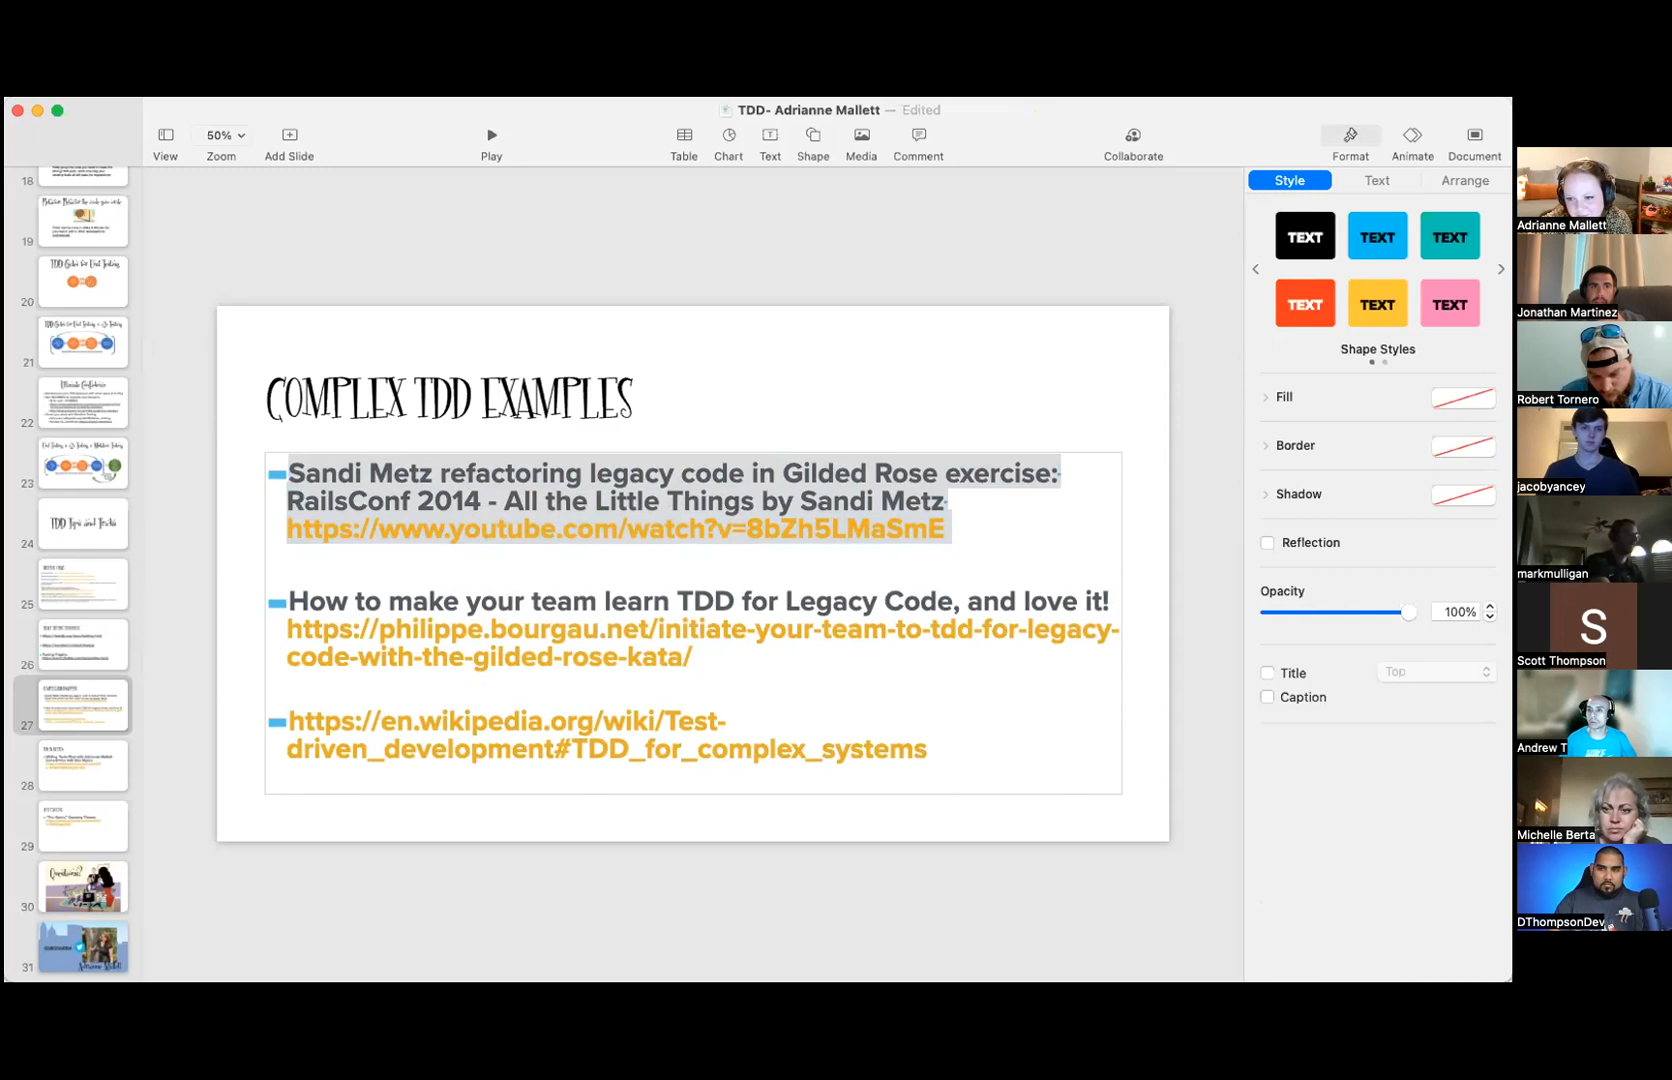 TDD- Adrianne Mallett — Edited
View
50%
Zoom
Add Slide
Play
Table
Chart
Text
Shape
Media
Comment
Collaborate
Format
Animate
Document
18
19
20
21
22
23
24
25
26
27
28
29
30
31
TDD Tips and Tricks
Questions?
Adrianne Mallett
COMPLEX TDD EXAMPLES
Sandi Metz refactoring legacy code in Gilded Rose exercise:
RailsConf 2014 - All the Little Things by Sandi Metz
https://www.youtube.com/watch?v=8bZh5LMaSmE
How to make your team learn TDD for Legacy Code, and love it!
https://philippe.bourgau.net/initiate-your-team-to-tdd-for-legacy-
code-with-the-gilded-rose-kata/
https://en.wikipedia.org/wiki/Test-
driven_development#TDD_for_complex_systems
Style
Text
Arrange
TEXT TEXT TEXT
TEXT TEXT TEXT
Shape Styles
Fill
Border
Shadow
Reflection
Opacity
100%
Title
Top
Caption
Adrianne Mallett
Jonathan Martinez
Robert Tornero
jacobyancey
markmulligan
S
Scott Thompson
Andrew T
Michelle Berta
DThompsonDev